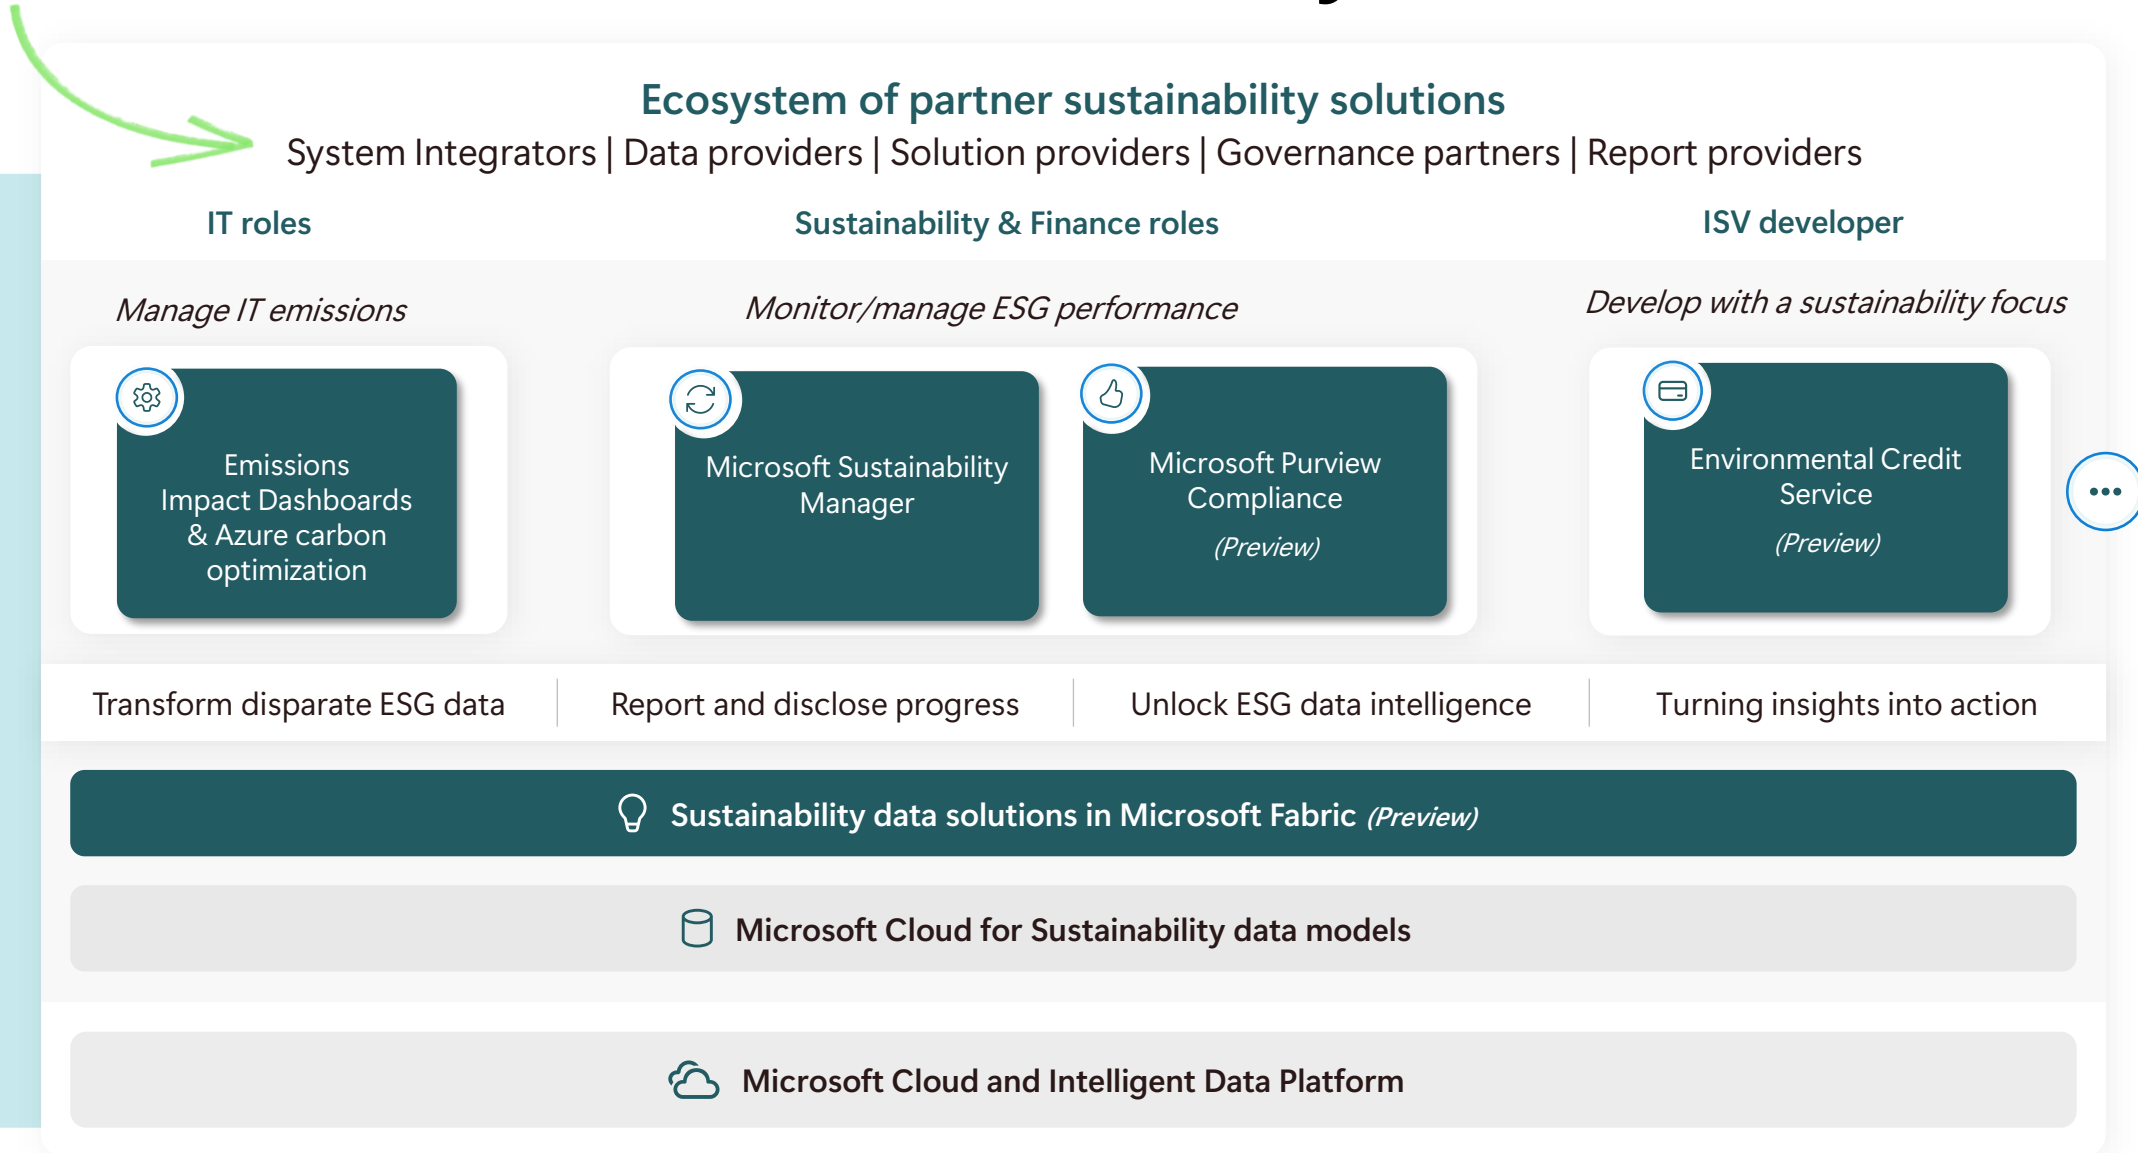 Ecosystem of partner sustainability solutions
System Integrators | Data providers | Solution providers | Governance partners | Report providers
IT roles
Sustainability & Finance roles
ISV developer
Manage IT emissions
Monitor/manage ESG performance
Develop with a sustainability focus
Emissions
Impact Dashboards
& Azure carbon
optimization
Microsoft Sustainability
Manager
Microsoft Purview
Compliance
(Preview)
Environmental Credit
Service
(Preview)
Transform disparate ESG data
Report and disclose progress
Unlock ESG data intelligence
Turning insights into action
Sustainability data solutions in Microsoft Fabric (Preview)
Microsoft Cloud for Sustainability data models
Microsoft Cloud and Intelligent Data Platform